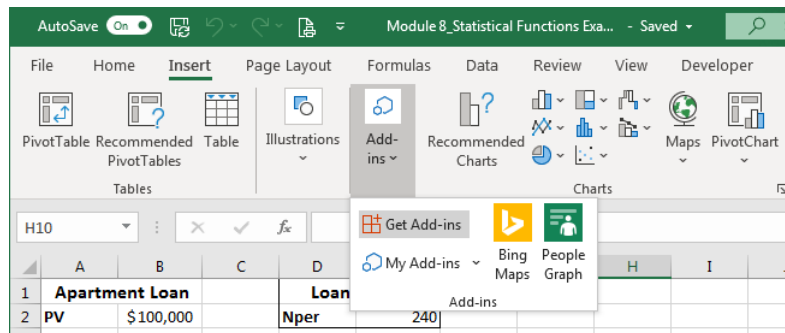 AutoSave On Module 8_Statistical Functions Exa... - Saved
File Home Insert Page Layout Formulas Data Review View Developer
PivotTable Recommended PivotTables Table Illustrations Add-ins Recommended Charts Maps PivotChart
Tables Charts
H10 fx
Get Add-ins
My Add-ins
Bing Maps
People Graph
Add-ins
A B C D H I
1 Apartment Loan Loan
2 PV $100,000 Nper 240